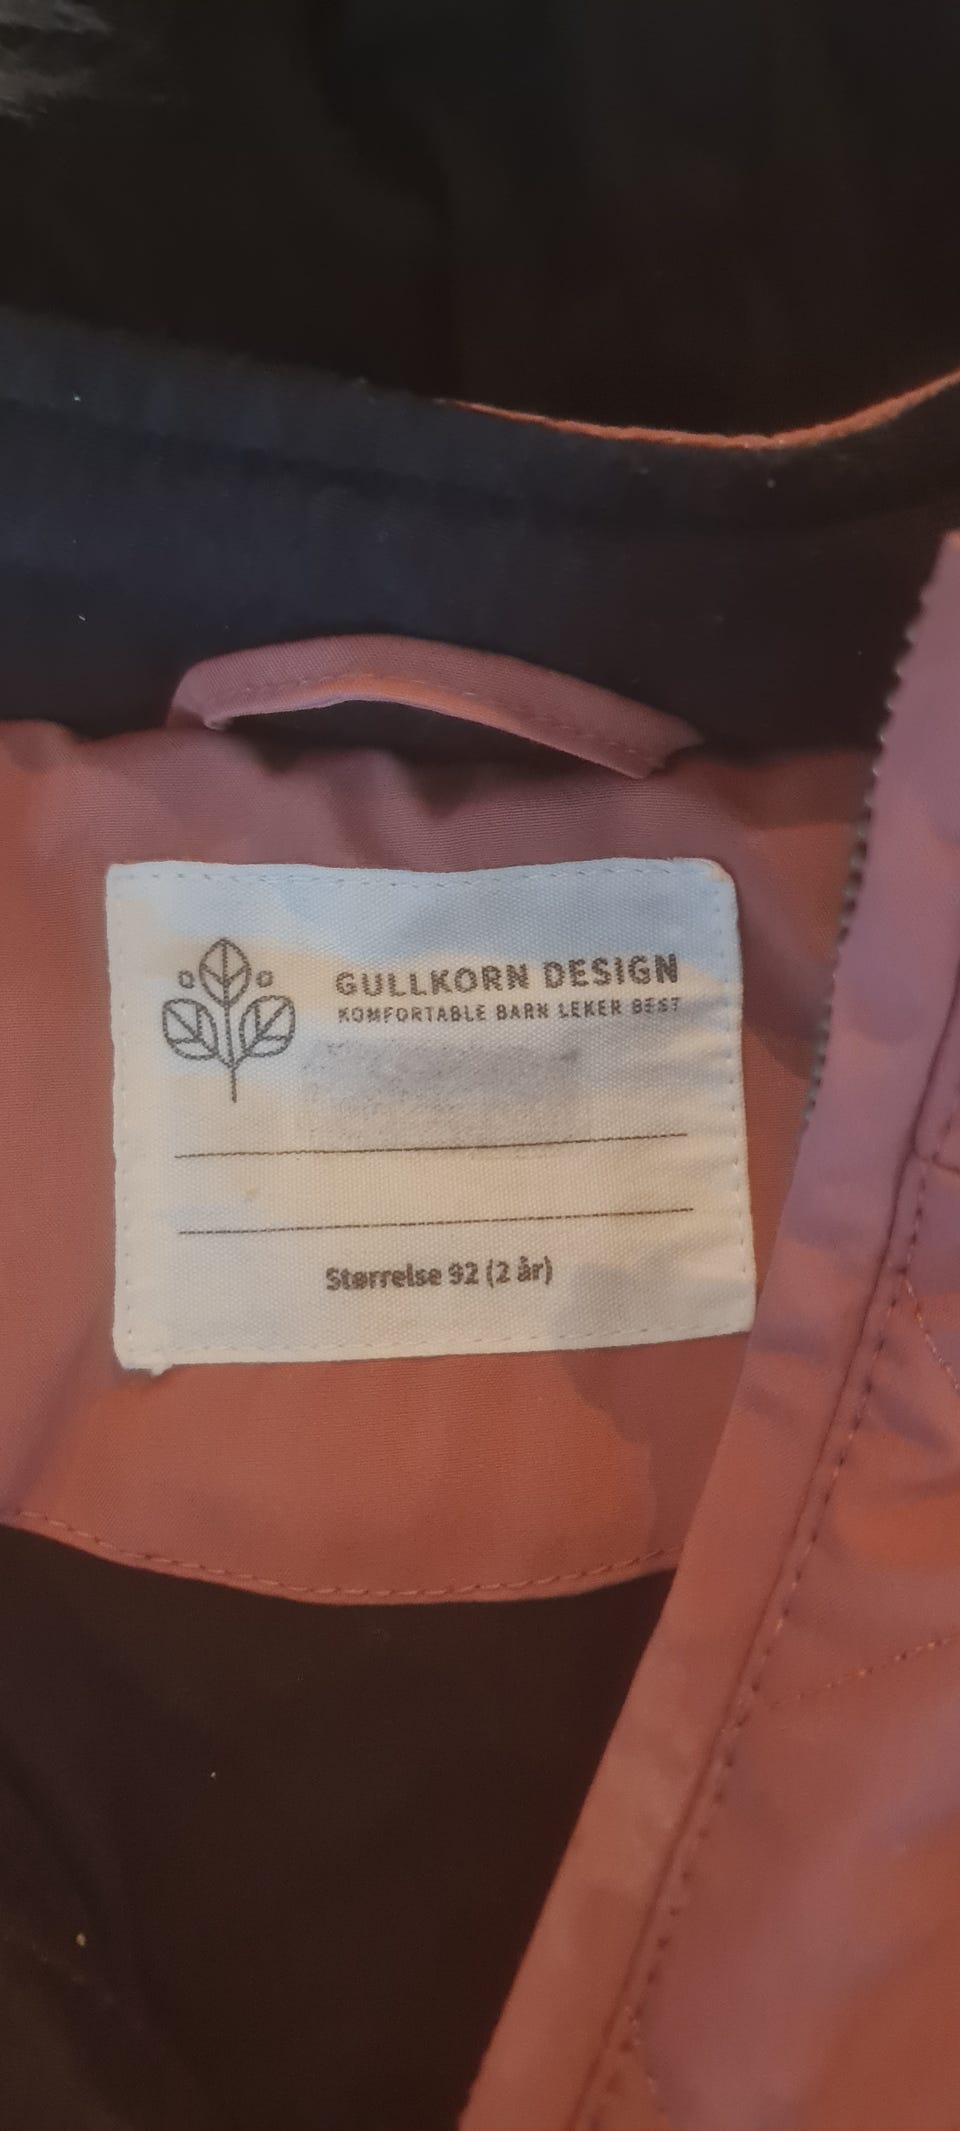 GULLKORN DESIGN
KOMFORTABLE BARN LEKER BEST
Størrelse 92 (2 år)